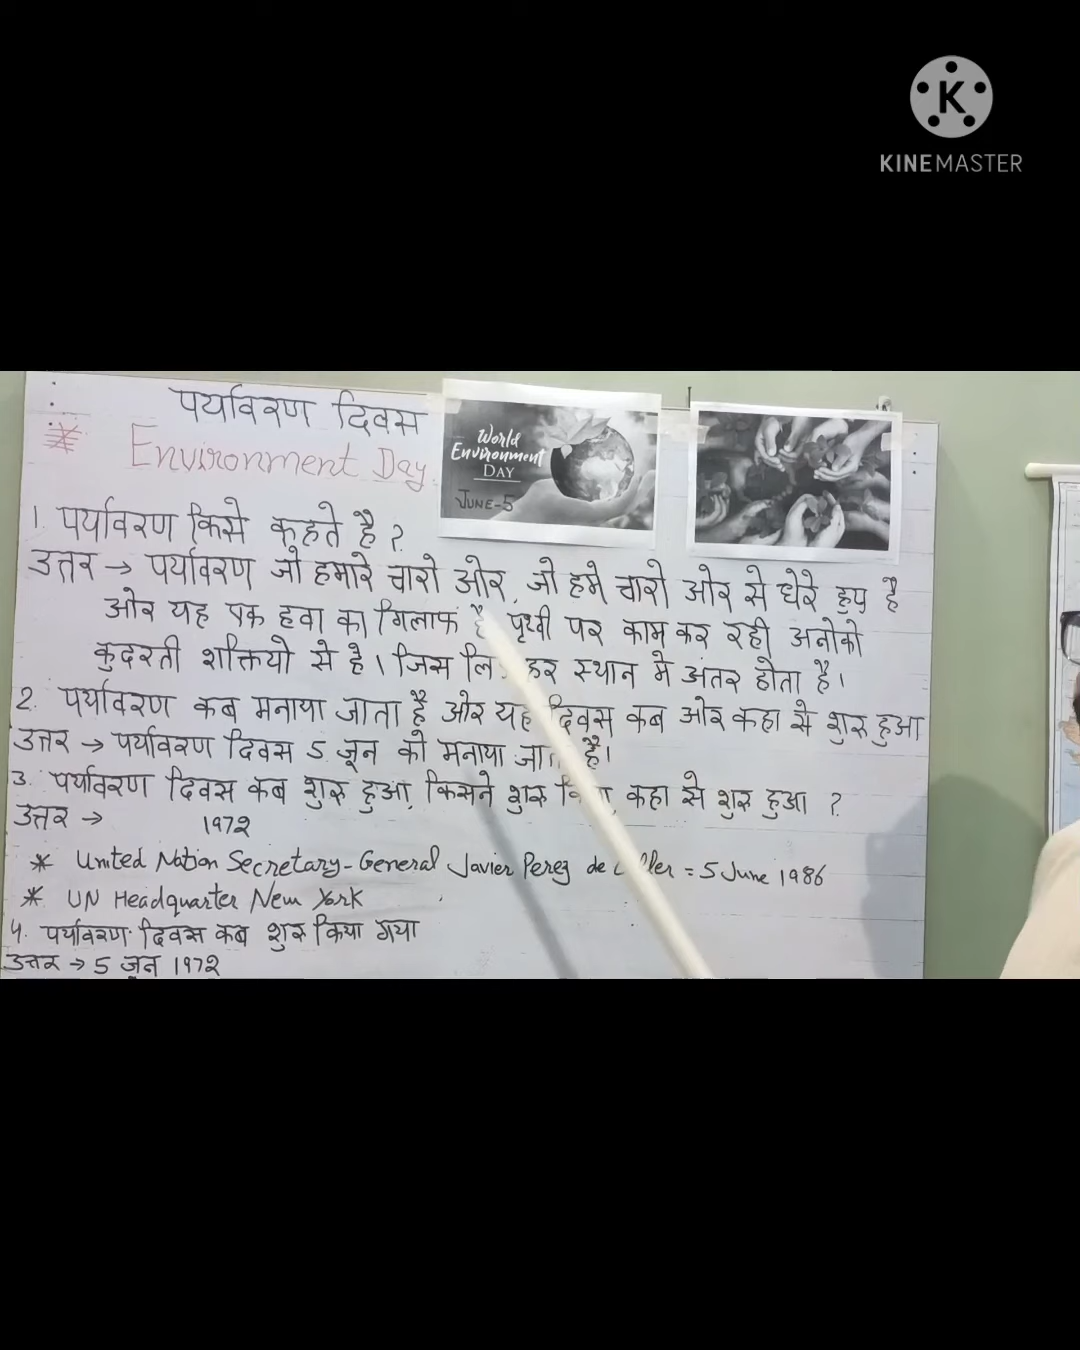 K
KINEMASTER
पर्यावरण दिवस
Environment Day
World
Environment
DAY
JUNE-5
1. पर्यावरण किसे कहते है ?
उत्तर → पर्यावरण जो हमारे चारो ओर, जो हमे चारो ओर से घेरे हुए है
ओर यह एक हवा का गिलाफ है पृथ्वी पर काम कर रही अनोको
कुदरती शक्तियो से है। जिस हर स्थान मे अंतर होता है।
2. पर्यावरण कब मनाया जाता है ओर यह दिवस कब ओर कहा से शुरू हुआ
उत्तर → पर्यावरण दिवस 5 जून को मनाया है।
3. पर्यावरण दिवस कब शुरू हुआ, किसने शुरू कहा से शुरू हुआ ?
उत्तर → 1972
* United Nation Secretary-General Javier Perez de = 5 June 1986
* UN Headquarter New York
4. पर्यावरण दिवस कब शुरू किया गया
उत्तर → 5 जून 1972